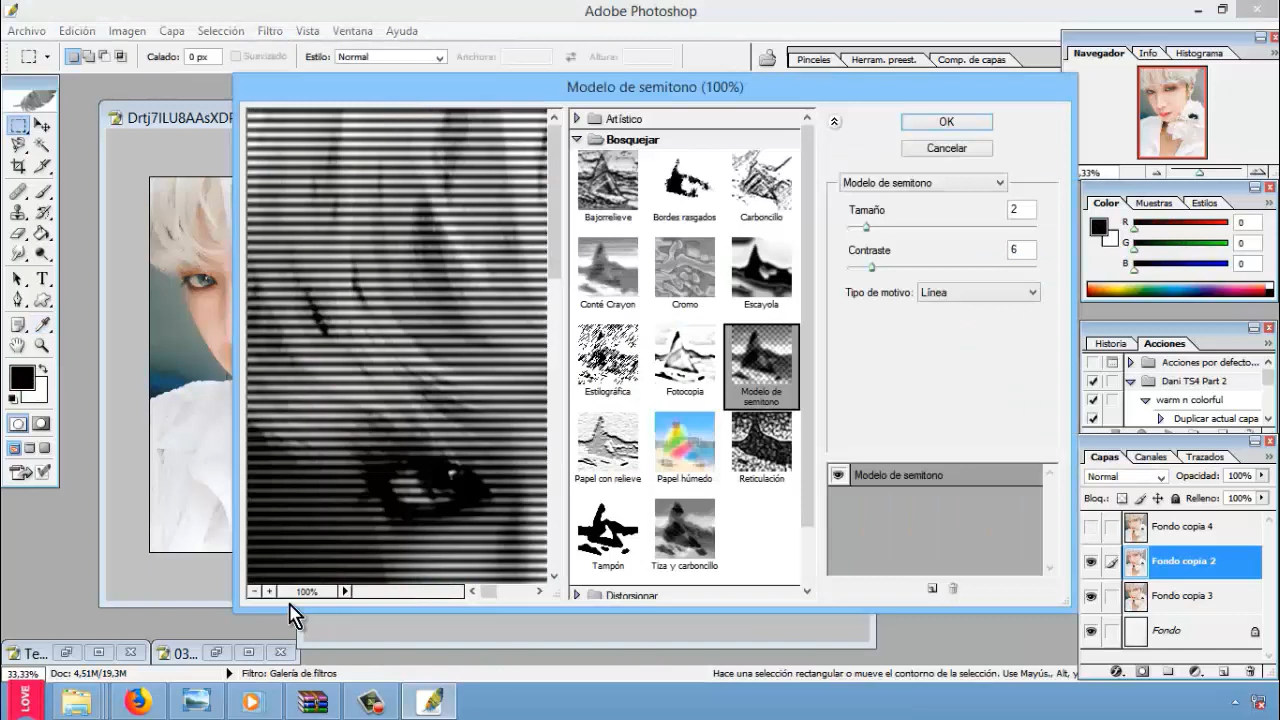 Adobe Photoshop
Archivo Edición Imagen Capa Selección Filtro Vista Ventana Ayuda
Calado: 0 px Suavizado Estilo: Normal Anchura: Altura:
Pinceles Herram. preest. Comp. de capas
Navegador Info Histograma
Modelo de semitono (100%)
Drtj7ILU8AAsXDP
Artístico
Bosquejar
Bajorrelieve Bordes rasgados Carboncillo
Conté Crayon Cromo Escayola
Estilográfica Fotocopia Modelo de
semitono
Papel con relieve Papel húmedo Reticulación
Tampón Tiza y carboncillo
Distorsionar
100%
OK
Cancelar
Modelo de semitono
Tamaño 2
Contraste 6
Tipo de motivo: Línea
Modelo de semitono
,33%
Color Muestras Estilos
R 0
G 0
B 0
Historia Acciones
Acciones por defecto...
Dani TS4 Part 2
warm n colorful
Duplicar actual capa
Capas Canales Trazados
Normal Opacidad: 100%
Bloq.: Relleno: 100%
Fondo copia 4
Fondo copia 2
Fondo copia 3
Fondo
Te... 03...
33,33% Doc: 4,51M/19,3M Filtro: Galería de filtros Hace una selección rectangular o mueve el contorno de la selección. Use Mayús., Alt, y
LOVE